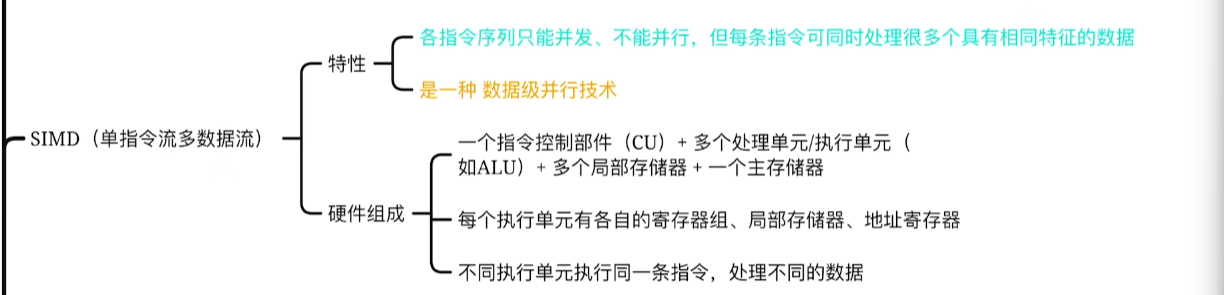 各指令序列只能并发、不能并行，但每条指令可同时处理很多个具有相同特征的数据
特性
是一种 数据级并行技术
SIMD（单指令流多数据流）
一个指令控制部件（CU）+ 多个处理单元/执行单元（
如ALU）+ 多个局部存储器 + 一个主存储器
硬件组成
每个执行单元有各自的寄存器组、局部存储器、地址寄存器
不同执行单元执行同一条指令，处理不同的数据